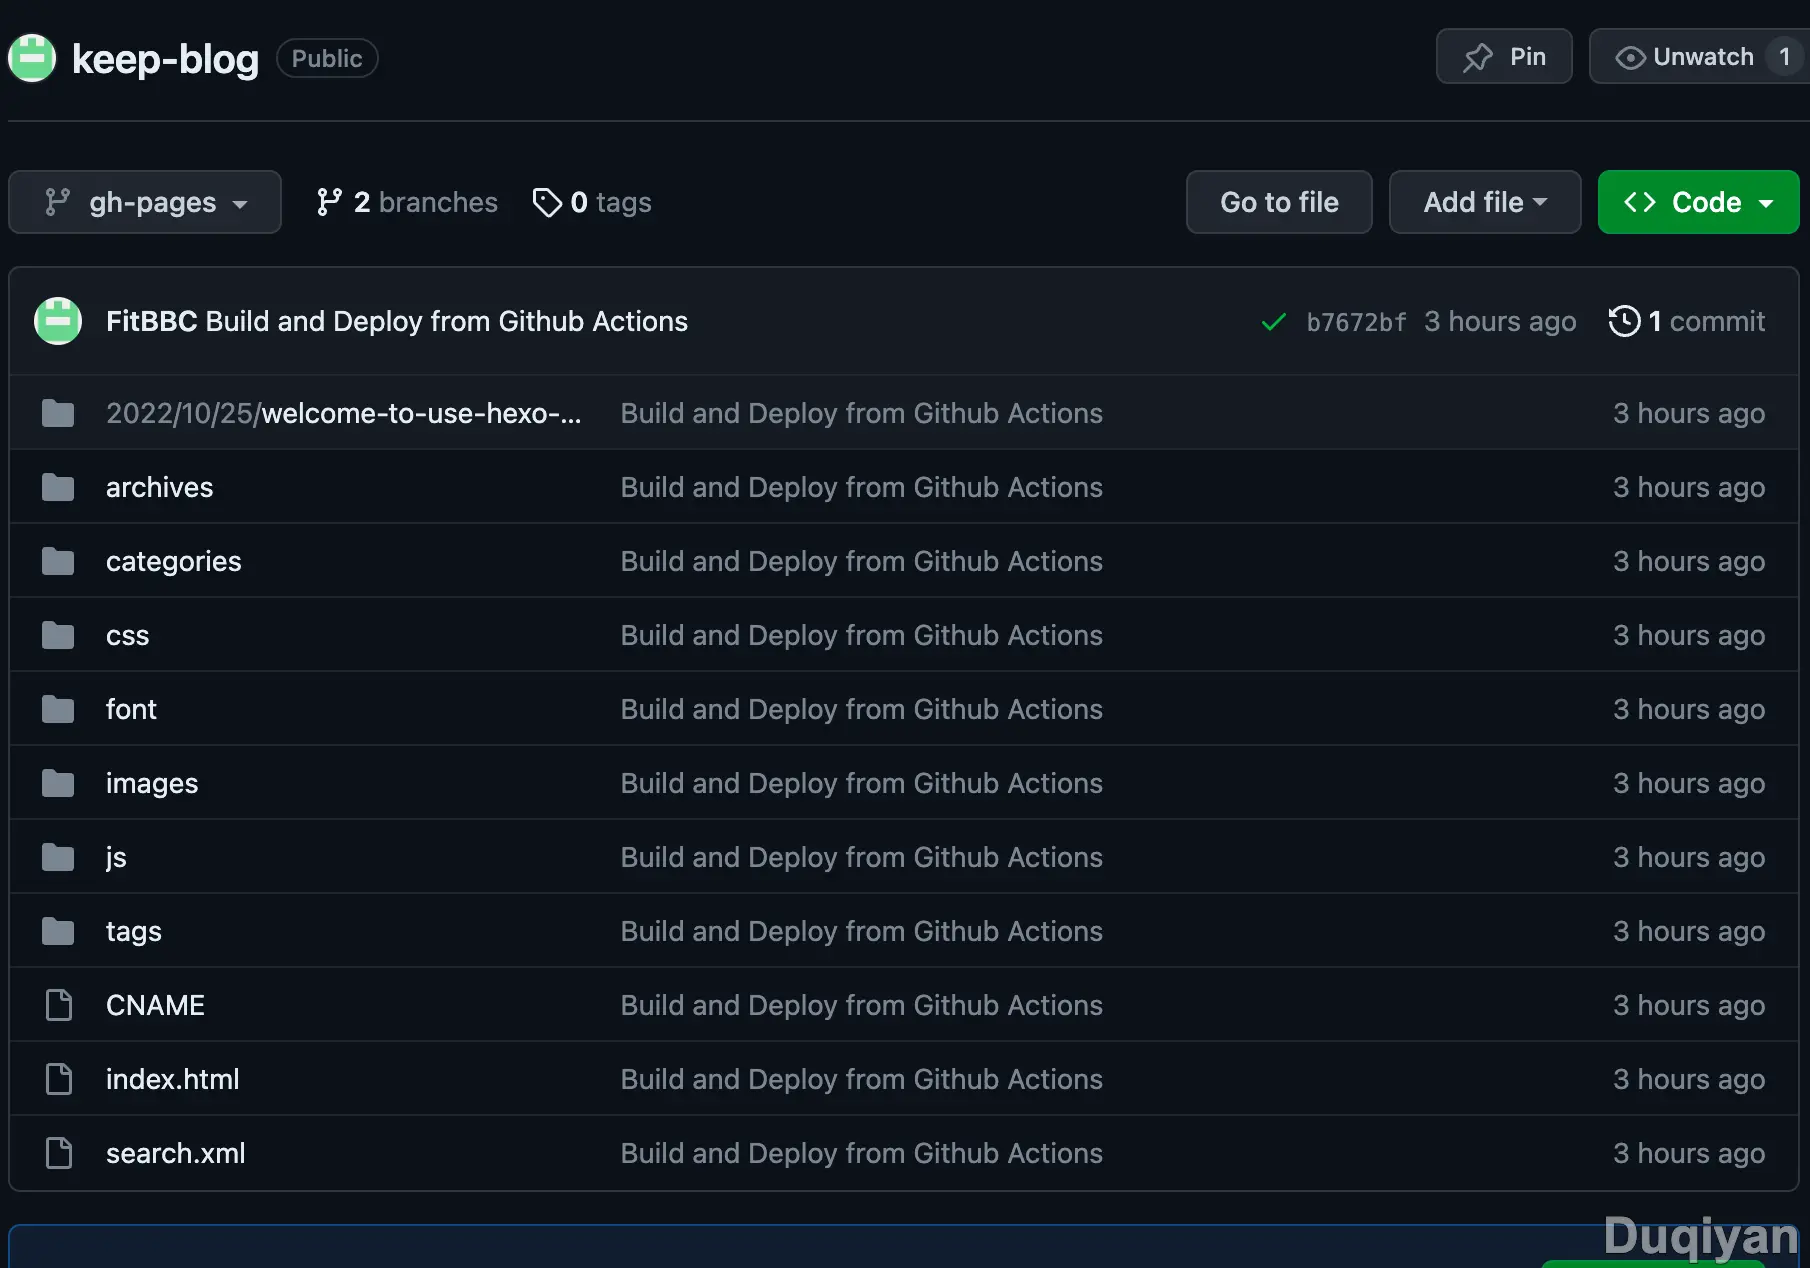 keep-blog Public Pin Unwatch 1
gh-pages 2 branches 0 tags Go to file Add file Code
FitBBC Build and Deploy from Github Actions b7672bf 3 hours ago 1 commit
2022/10/25/welcome-to-use-hexo-... Build and Deploy from Github Actions 3 hours ago
archives Build and Deploy from Github Actions 3 hours ago
categories Build and Deploy from Github Actions 3 hours ago
css Build and Deploy from Github Actions 3 hours ago
font Build and Deploy from Github Actions 3 hours ago
images Build and Deploy from Github Actions 3 hours ago
js Build and Deploy from Github Actions 3 hours ago
tags Build and Deploy from Github Actions 3 hours ago
CNAME Build and Deploy from Github Actions 3 hours ago
index.html Build and Deploy from Github Actions 3 hours ago
search.xml Build and Deploy from Github Actions 3 hours ago
Duqiyan